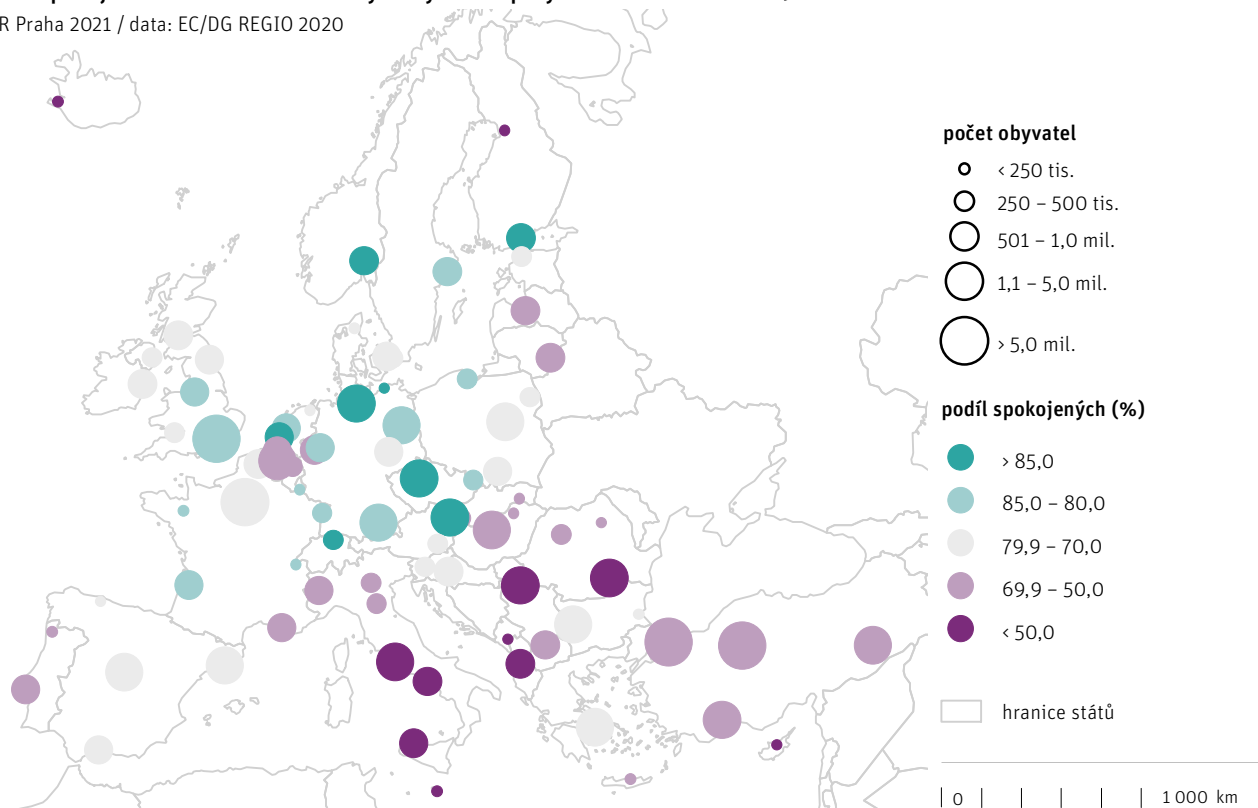 R Praha 2021 / data: EC/DG REGIO 2020
počet obyvatel
< 250 tis.
250 – 500 tis.
501 – 1,0 mil.
1,1 – 5,0 mil.
> 5,0 mil.
podíl spokojených (%)
> 85,0
85,0 – 80,0
79,9 – 70,0
69,9 – 50,0
< 50,0
hranice států
0 1 000 km